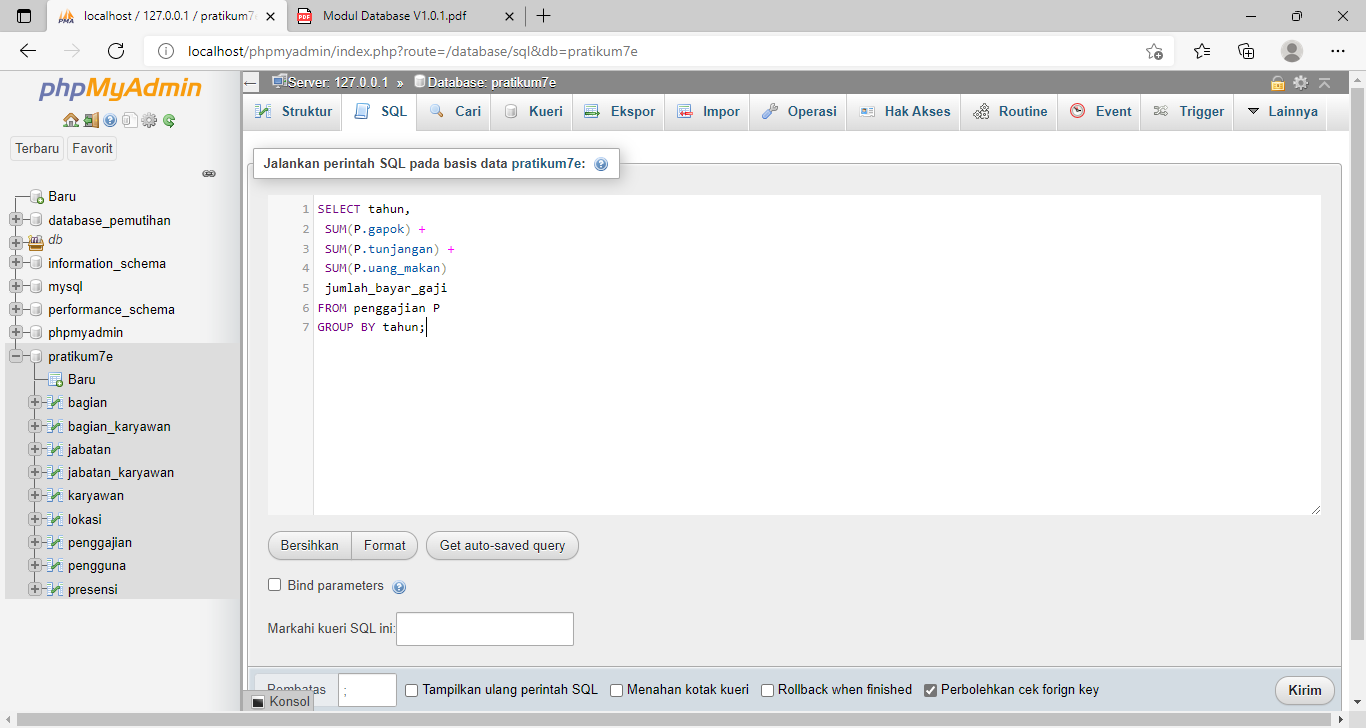 localhost / 127.0.0.1 / pratikum7
Modul Database V1.0.1.pdf
localhost/phpmyadmin/index.php?route=/database/sql&db=pratikum7e
phpMyAdmin
Terbaru
Favorit
Baru
database_pemutihan
db
information_schema
mysql
performance_schema
phpmyadmin
pratikum7e
Baru
bagian
bagian_karyawan
jabatan
jabatan_karyawan
karyawan
lokasi
penggajian
pengguna
presensi
Server: 127.0.0.1 » Database: pratikum7e
Struktur
SQL
Cari
Kueri
Ekspor
Impor
Operasi
Hak Akses
Routine
Event
Trigger
Lainnya
Jalankan perintah SQL pada basis data pratikum7e:
1 SELECT tahun,
2 SUM(P.gapok) +
3 SUM(P.tunjangan) +
4 SUM(P.uang_makan)
5 jumlah_bayar_gaji
6 FROM penggajian P
7 GROUP BY tahun;
Bersihkan
Format
Get auto-saved query
Bind parameters
Markahi kueri SQL ini:
Pembatas
;
Tampilkan ulang perintah SQL
Menahan kotak kueri
Rollback when finished
Perbolehkan cek forign key
Kirim
Konsol